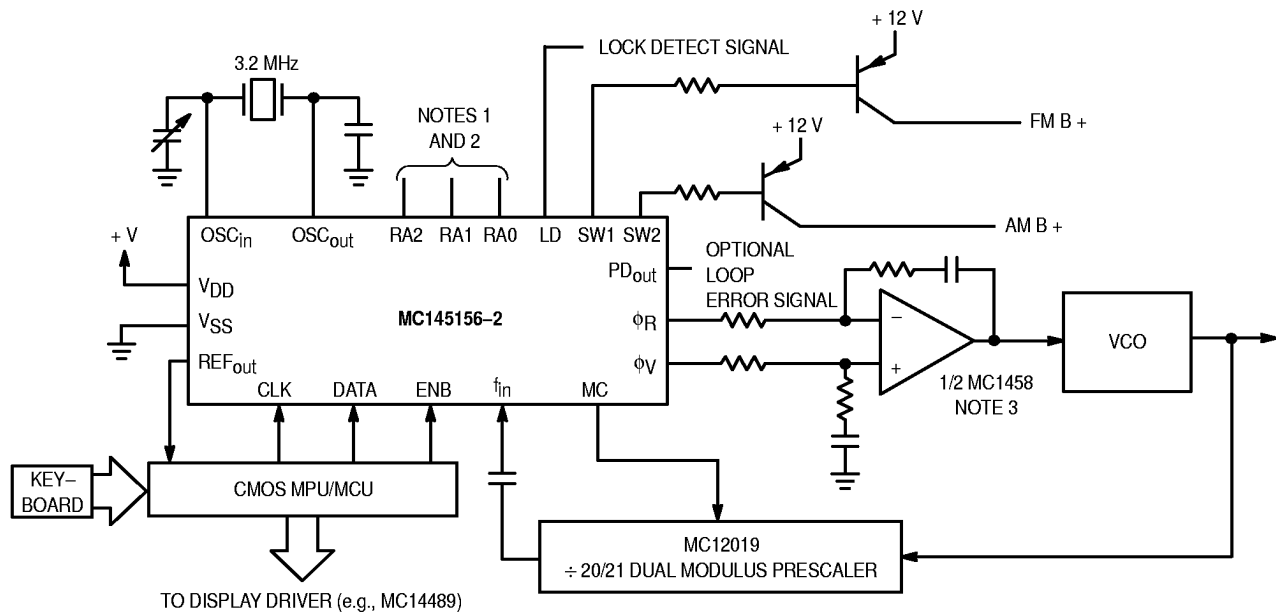 + 12 V
LOCK DETECT SIGNAL
3.2 MHz
NOTES 1
AND 2
FM B +
+ 12 V
AM B +
+ V
OSCin
OSCout
RA2
RA1
RA0
LD
SW1
SW2
OPTIONAL
LOOP
ERROR SIGNAL
PDout
VDD
MC145156–2
VSS
ϕR
ϕV
–
+
VCO
1/2 MC1458
NOTE 3
REFout
CLK
DATA
ENB
fin
MC
KEY–
BOARD
CMOS MPU/MCU
MC12019
÷ 20/21 DUAL MODULUS PRESCALER
TO DISPLAY DRIVER (e.g., MC14489)